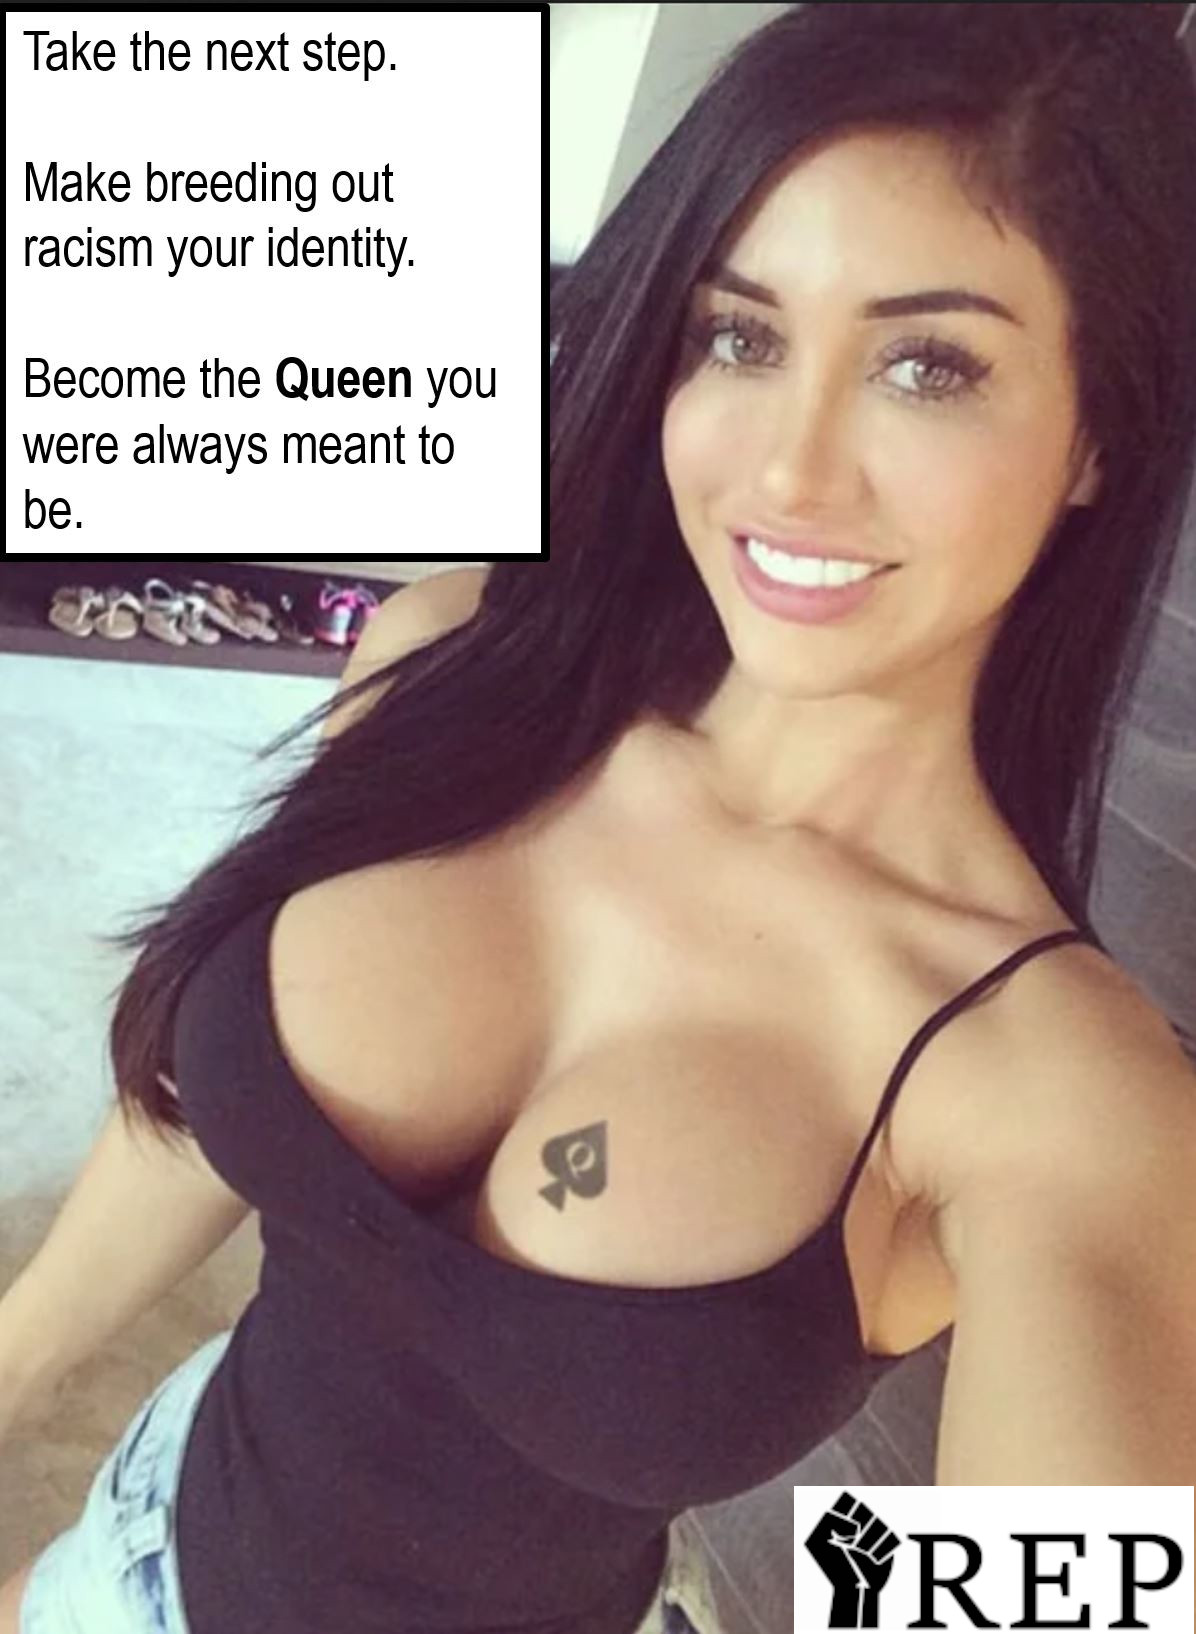 Take the next step.
Make breeding out
racism your identity.
Become the Queen you
were always meant to
be.
Q
REP